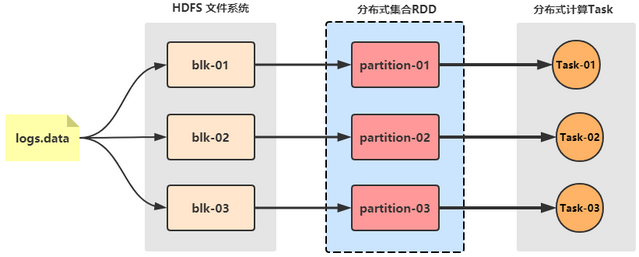 HDFS 文件系统
分布式集合RDD
分布式计算Task
logs.data
blk-01
partition-01
Task-01
blk-02
partition-02
Task-02
blk-03
partition-03
Task-03